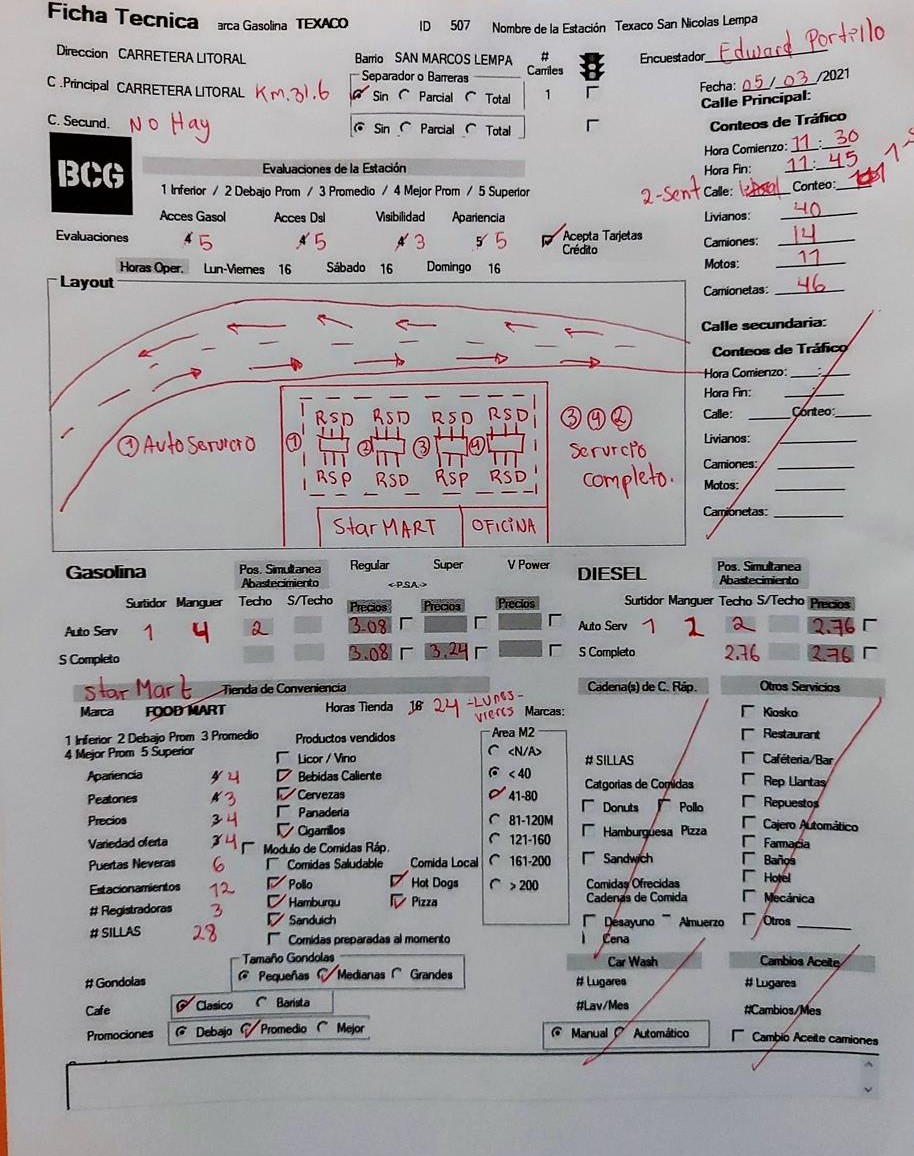 Ficha Tecnica arca Gasolina TEXACO ID 507 Nombre de la Estación Texaco San Nicolas Lempa
Direccion CARRETERA LITORAL Barrio SAN MARCOS LEMPA # Carriles Encuestador Edward Portillo
C .Principal CARRETERA LITORAL Km.31.6 Separador o Barreras Sin Parcial Total 1 Fecha: 05/03/2021
C. Secund. No Hay Sin Parcial Total Calle Principal:
Conteos de Tráfico
BCG Evaluaciones de la Estación Hora Comienzo: 11:30
Hora Fin: 11:45
1 Inferior / 2 Debajo Prom / 3 Promedio / 4 Mejor Prom / 5 Superior 2-sent Calle: Conteo:
Acces Gasol Acces Dsl Visibilidad Apariencia Livianos: 40
Evaluaciones 4 5 4 5 4 3 5 5 Acepta Tarjetas Crédito Camiones: 14
Motos: 11
Horas Oper. Lun-Viernes 16 Sábado 16 Domingo 16 Camionetas: 46
Layout
Calle secundaria:
Conteos de Tráfico
Hora Comienzo: :
Hora Fin: :
Calle: Conteo:
Livianos:
Camiones:
Motos:
Camionetas:
RSD RSD RSD RSD
① Auto Servicio ① ② ③ ④ ③ ④ ② Servicio completo.
RSP RSD RSP RSD
Star MART OFICINA
Gasolina Pos. Simultanea Abastecimiento Regular Super V Power DIESEL Pos. Simultanea Abastecimiento
<-P.S.A.->
Surtidor Manguer Techo S/Techo Precios Precios Precios Surtidor Manguer Techo S/Techo Precios
Auto Serv 1 4 2 3.08 Auto Serv 1 2 2.76
S Completo 3.08 3.24 S Completo 2.76 2.76
Star Mart Tienda de Conveniencia Cadena(s) de C. Ráp. Otros Servicios
Marca FOOD MART Horas Tienda 16 24 -Lunes-vieres Marcas:
1 Inferior 2 Debajo Prom 3 Promedio
4 Mejor Prom 5 Superior
Apariencia 4
Peatones 3
Precios 3 4
Variedad oferta 3 4
Puertas Neveras 6
Estacionamientos 12
# Registradoras 3
# SILLAS 28
Productos vendidos
Licor / Vino
Bebidas Caliente
Cervezas
Panaderia
Cigarrillos
Modulo de Comidas Ráp.
Comidas Saludable Comida Local
Pollo Hot Dogs
Hamburgu Pizza
Sanduich
Comidas preparadas al momento
Area M2
<N/A>
< 40
41-80
81-120M
121-160
161-200
> 200
# SILLAS
Catgorias de Comidas
Donuts Pollo
Hamburguesa Pizza
Sandwich
Comidas Ofrecidas
Cadenas de Comida
Desayuno Almuerzo
Cena
Kiosko
Restaurant
Caféteria/Bar
Rep Llantas
Repuestos
Cajero Automático
Farmacia
Baños
Hotel
Mecánica
Otros
Tamaño Gondolas Car Wash Cambios Aceite
# Gondolas Pequeñas Medianas Grandes # Lugares # Lugares
Cafe Clasico Barista #Lav/Mes #Cambios/Mes
Promociones Debajo Promedio Mejor Manual Automático Cambio Aceite camiones